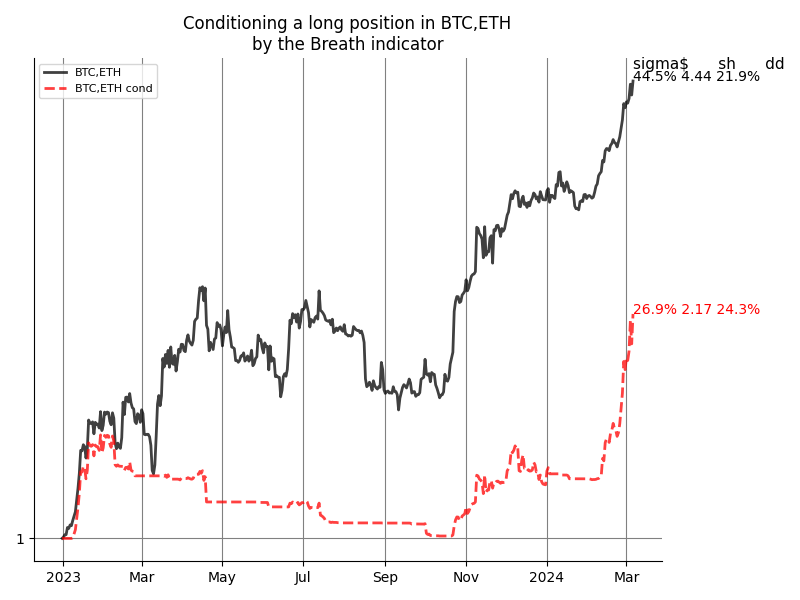 Conditioning a long position in BTC,ETH
by the Breath indicator
sigma$ sh dd
44.5% 4.44 21.9%
BTC,ETH
BTC,ETH cond
26.9% 2.17 24.3%
1
2023 Mar May Jul Sep Nov 2024 Mar